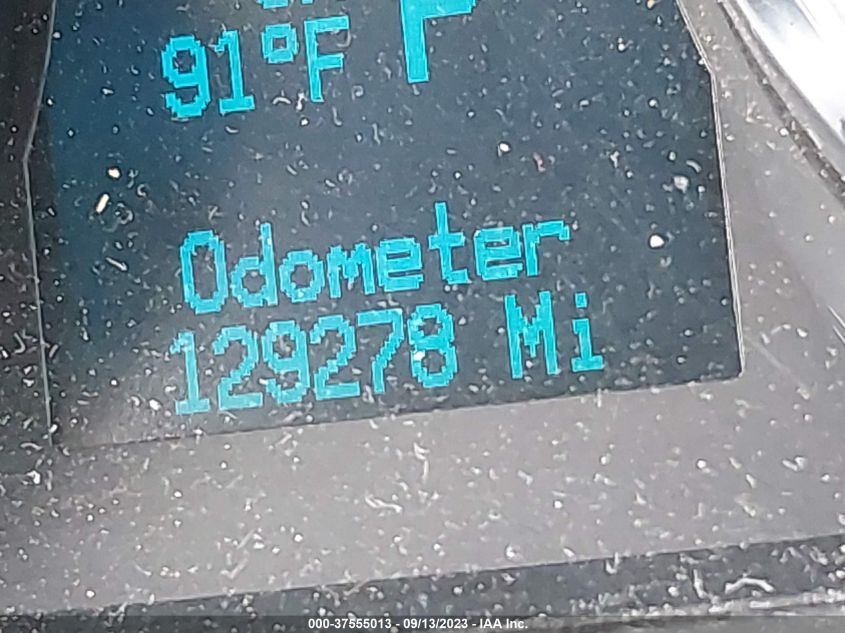 91°F P
Odometer
129278 Mi
000-37555013 - 09/13/2023 - IAA Inc.